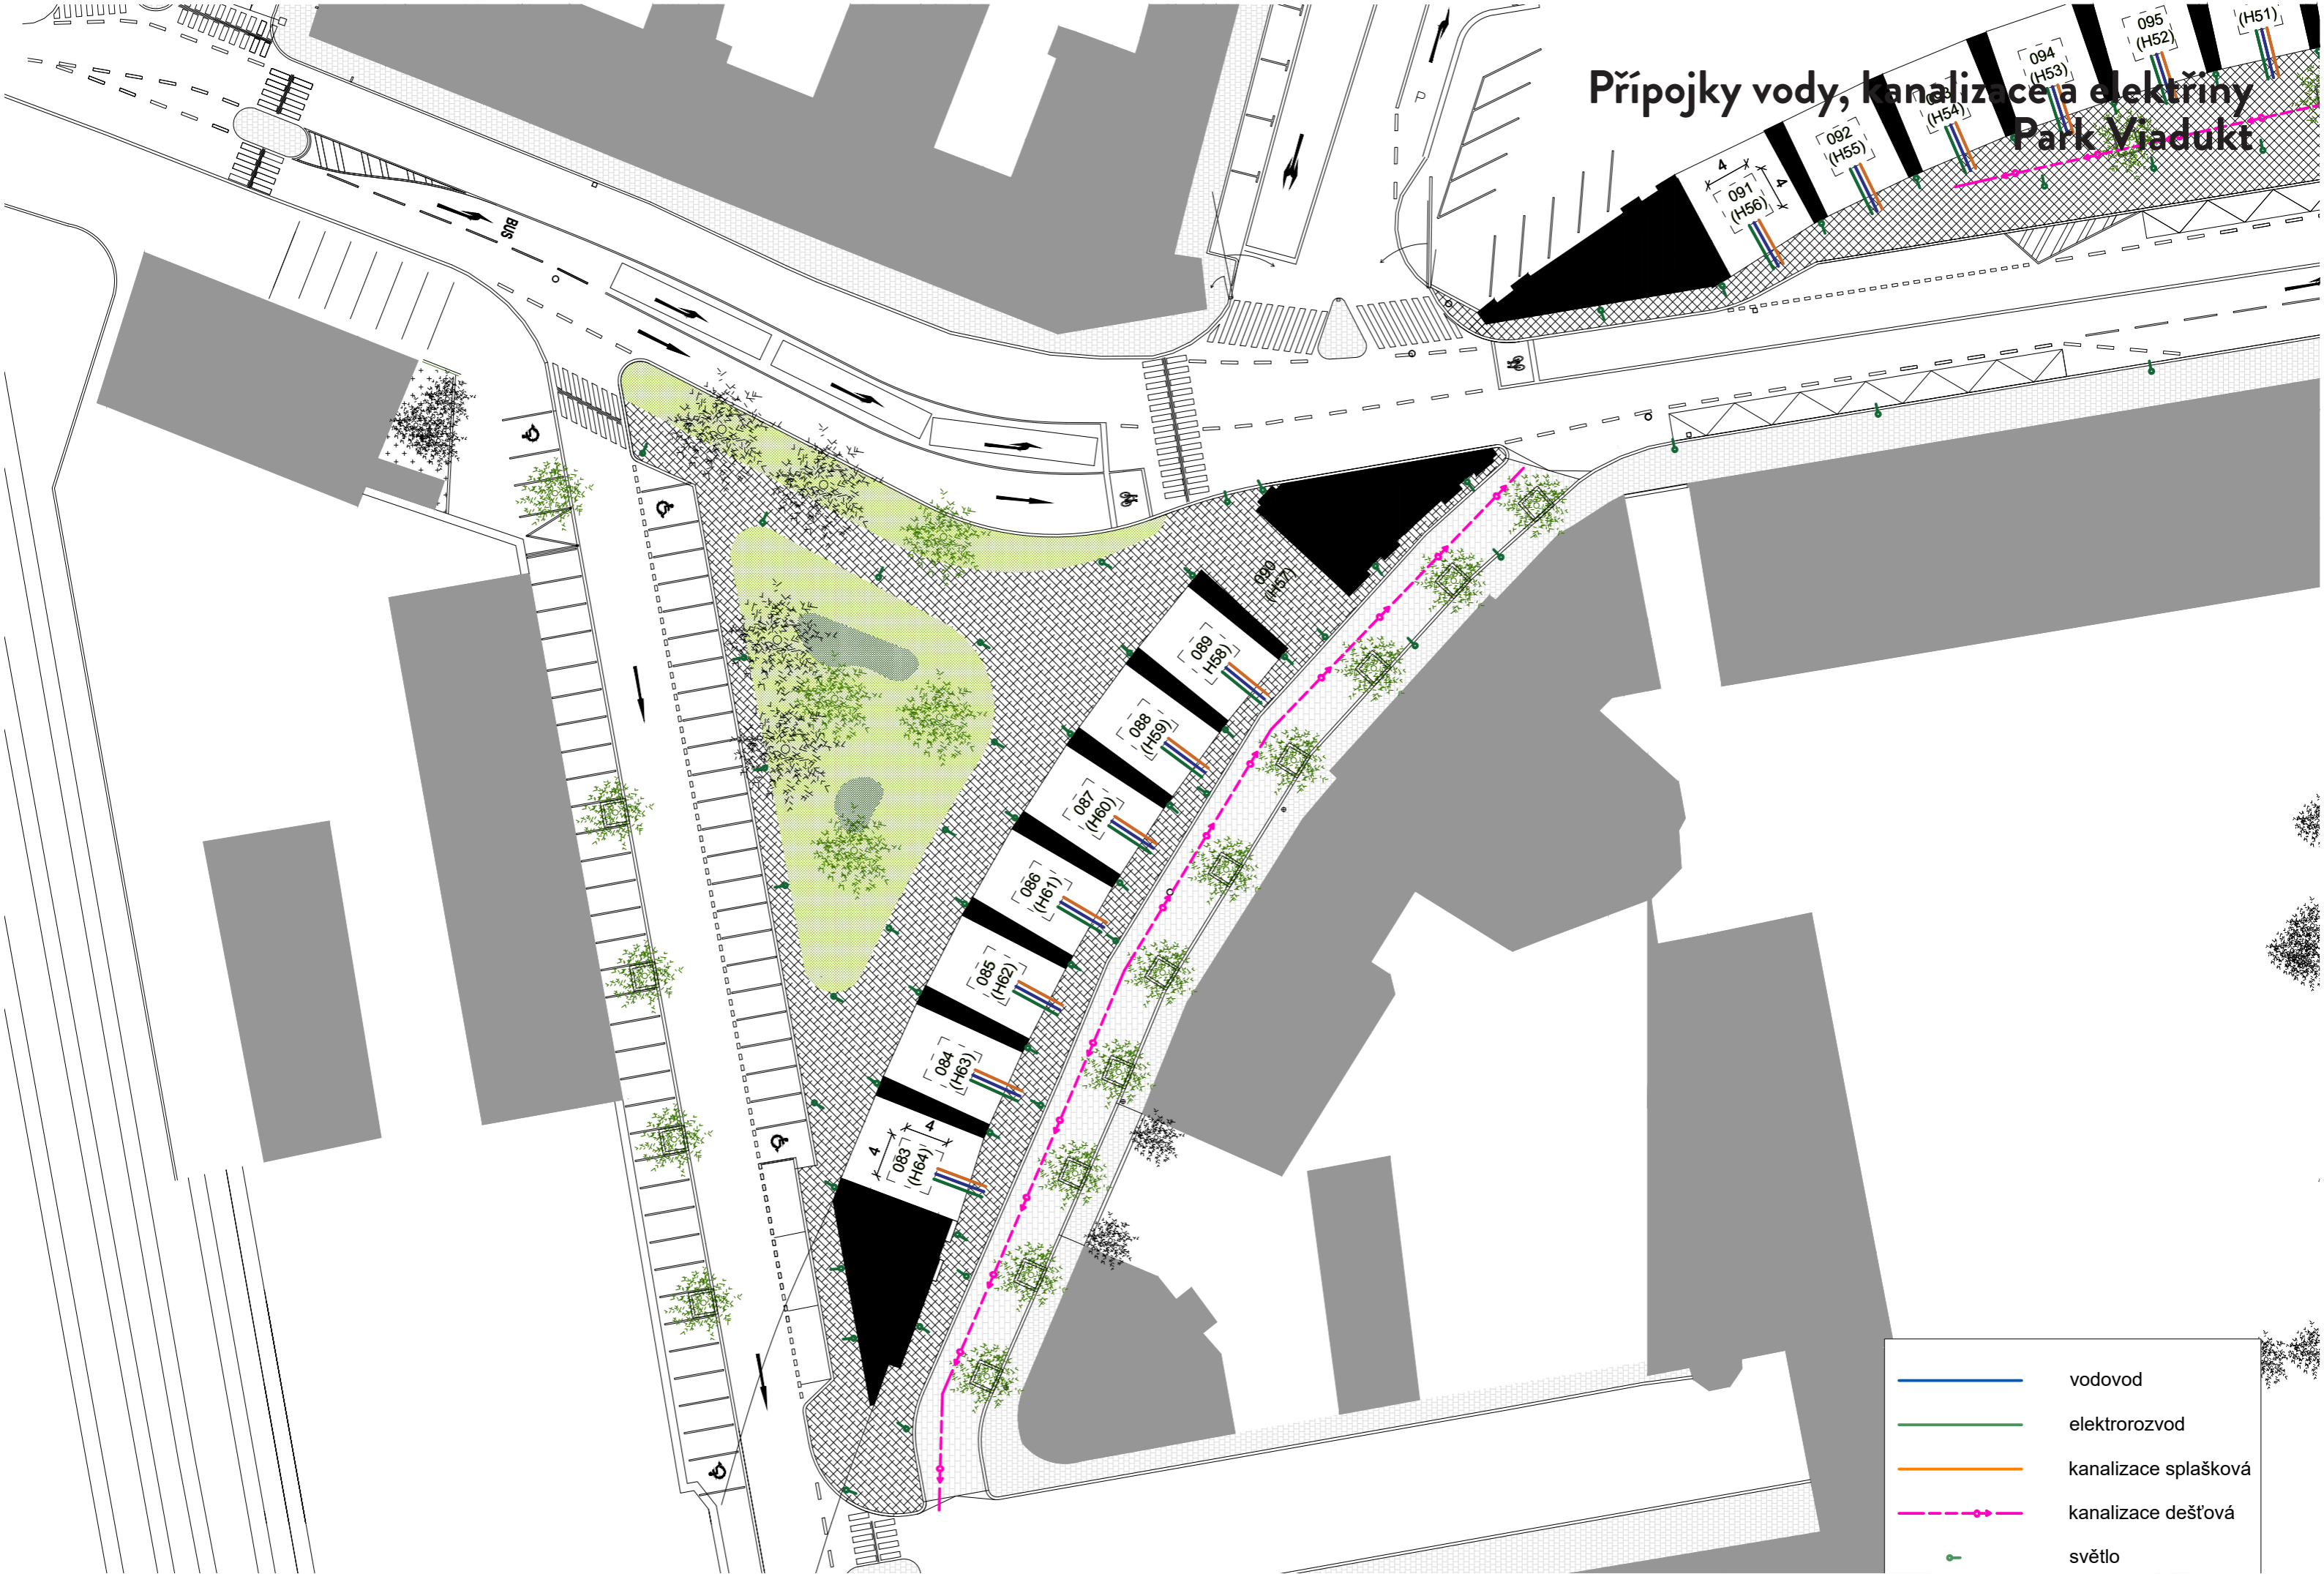 Přípojky vody, kanalizace a elektřiny
Park Viadukt
(H51)
095
(H52)
094
(H53)
(H54)
092
(H55)
4
4
091
(H56)
P
BUS
090
(H57)
089
H58)
088
(H59)
087
(H60)
086
(H61)
085
(H62)
084
(H63)
4
4
083
(H64)
vodovod
elektrorozvod
kanalizace splašková
kanalizace dešťová
světlo